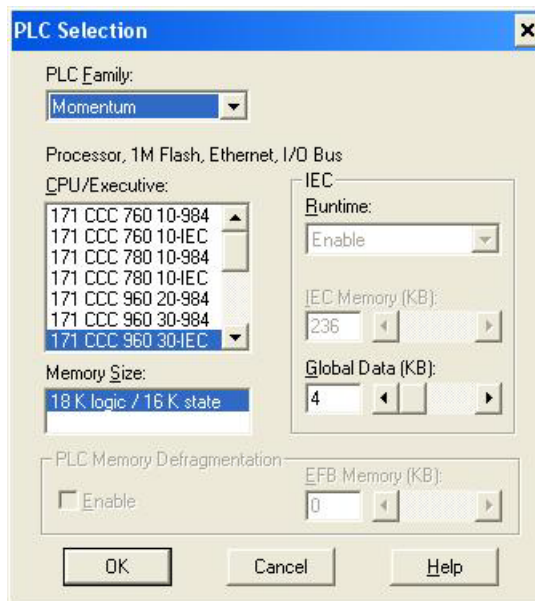 PLC Selection
PLC Family:
Momentum
Processor, 1M Flash, Ethernet, I/O Bus
CPU/Executive:
171 CCC 760 10-984
171 CCC 760 10-IEC
171 CCC 780 10-984
171 CCC 780 10-IEC
171 CCC 960 20-984
171 CCC 960 30-984
171 CCC 960 30-IEC
Memory Size:
18 K logic / 16 K state
IEC
Runtime:
Enable
IEC Memory (KB):
236
Global Data (KB):
4
PLC Memory Defragmentation
Enable
EFB Memory (KB):
0
OK
Cancel
Help